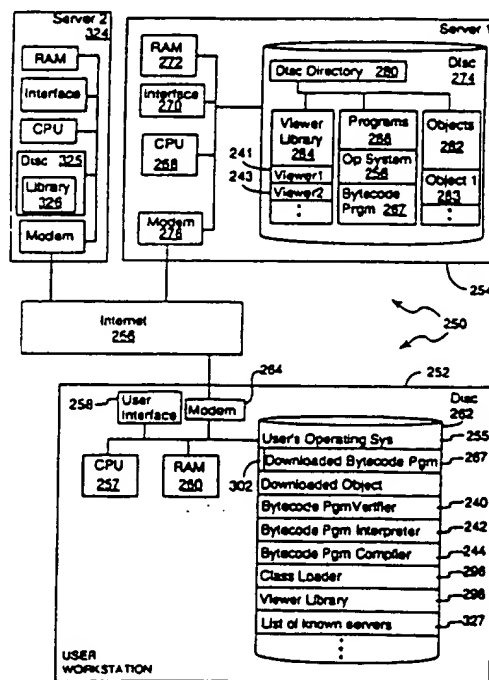 Server 2
324
RAM
Interface
CPU
Disc 325
Library
326
Modem
Server 1
RAM
272
Interface
270
CPU
268
Modem
278
Disc Directory 280
Disc
274
Viewer
Library
284
241
Viewer1
243
Viewer2
Programs
288
Op System
256
Bytecode
Prgm 267
Objects
282
Object 1
283
254
250
Internet
256
264
252
258
User
Interface
Modem
CPU
257
RAM
260
302
Disc
262
User's Operating Sys
255
Downloaded Bytecode Pgm
267
Downloaded Object
Bytecode PgmVerifier
240
Bytecode Pgm Interpreter
242
Bytecode Pgm Compiler
244
Class Loader
296
Viewer Library
298
List of known servers
327
USER
WORKSTATION